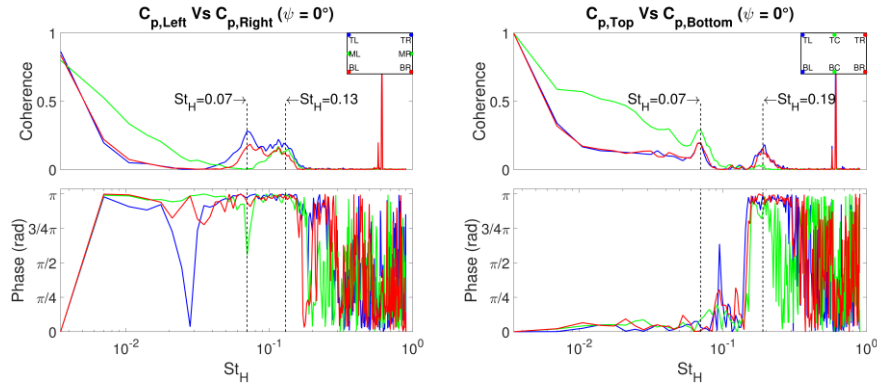 C_p,Left Vs C_p,Right (ψ = 0°)
1
0.5
0
Coherence
St_H=0.07→
←St_H=0.13
TL TR
ML MR
BL BR
π
3/4π
π/2
π/4
0
Phase (rad)
10^-2 10^-1 10^0
St_H
C_p,Top Vs C_p,Bottom (ψ = 0°)
1
0.5
0
Coherence
St_H=0.07→
←St_H=0.19
TL TC TR
BL BC BR
π
3/4π
π/2
π/4
0
Phase (rad)
10^-2 10^-1 10^0
St_H